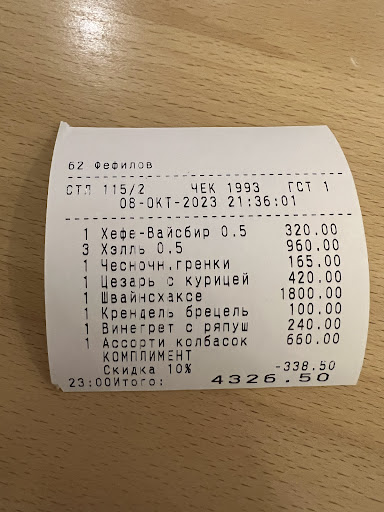 62 Фефилов
СТЛ 115/2 ЧЕК 1993 ГСТ 1
08-ОКТ-2023 21:36:01
1 Хефе-Вайсбир 0.5 320.00
3 Хэлль 0.5 960.00
1 Чесночн.гренки 165.00
1 Цезарь с курицей 420.00
1 Швайнсхаксе 1800.00
1 Крендель брецель 100.00
1 Винегрет с ряпуш 240.00
1 Ассорти колбасок 660.00
КОМПЛИМЕНТ
Скидка 10% -338.50
23:00Итого: 4326.50